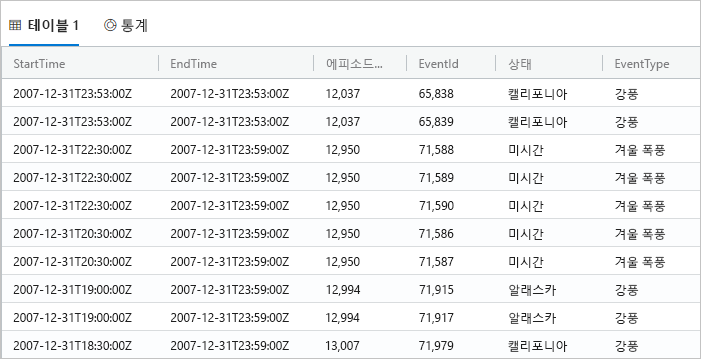 테이블 1 통계
StartTime EndTime 에피소드... EventId 상태 EventType
2007-12-31T23:53:00Z 2007-12-31T23:53:00Z 12,037 65,838 캘리포니아 강풍
2007-12-31T23:53:00Z 2007-12-31T23:53:00Z 12,037 65,839 캘리포니아 강풍
2007-12-31T22:30:00Z 2007-12-31T23:59:00Z 12,950 71,588 미시간 겨울 폭풍
2007-12-31T22:30:00Z 2007-12-31T23:59:00Z 12,950 71,589 미시간 겨울 폭풍
2007-12-31T22:30:00Z 2007-12-31T23:59:00Z 12,950 71,590 미시간 겨울 폭풍
2007-12-31T20:30:00Z 2007-12-31T23:59:00Z 12,950 71,586 미시간 겨울 폭풍
2007-12-31T20:30:00Z 2007-12-31T23:59:00Z 12,950 71,587 미시간 겨울 폭풍
2007-12-31T19:00:00Z 2007-12-31T23:59:00Z 12,994 71,915 알래스카 강풍
2007-12-31T19:00:00Z 2007-12-31T23:59:00Z 12,994 71,917 알래스카 강풍
2007-12-31T18:30:00Z 2007-12-31T23:59:00Z 13,007 71,979 캘리포니아 강풍